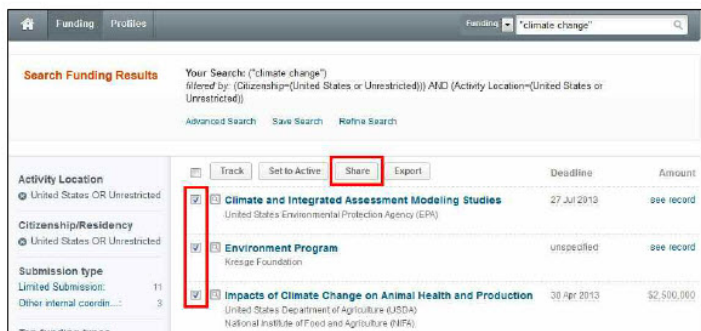 Funding Profiles
Funding "climate change"
Search Funding Results
Your Search: ("climate change")
filtered by: (Citizenship=(United States or Unrestricted)) AND (Activity Location=(United States or
Unrestricted))
Advanced Search Save Search Refine Search
Activity Location
United States OR Unrestricted
Citizenship/Residency
United States OR Unrestricted
Submission type
Limited Submission: 11
Other internal coordin...: 3
Track Set to Active Share Export Deadline Amount
Climate and Integrated Assessment Modeling Studies 27 Jul 2013 see record
United States Environmental Protection Agency (EPA)
Environment Program unspecified see record
Kresge Foundation
Impacts of Climate Change on Animal Health and Production 30 Apr 2013 $2,500,000
United States Department of Agriculture (USDA)
National Institute of Food and Agriculture (NIFA)